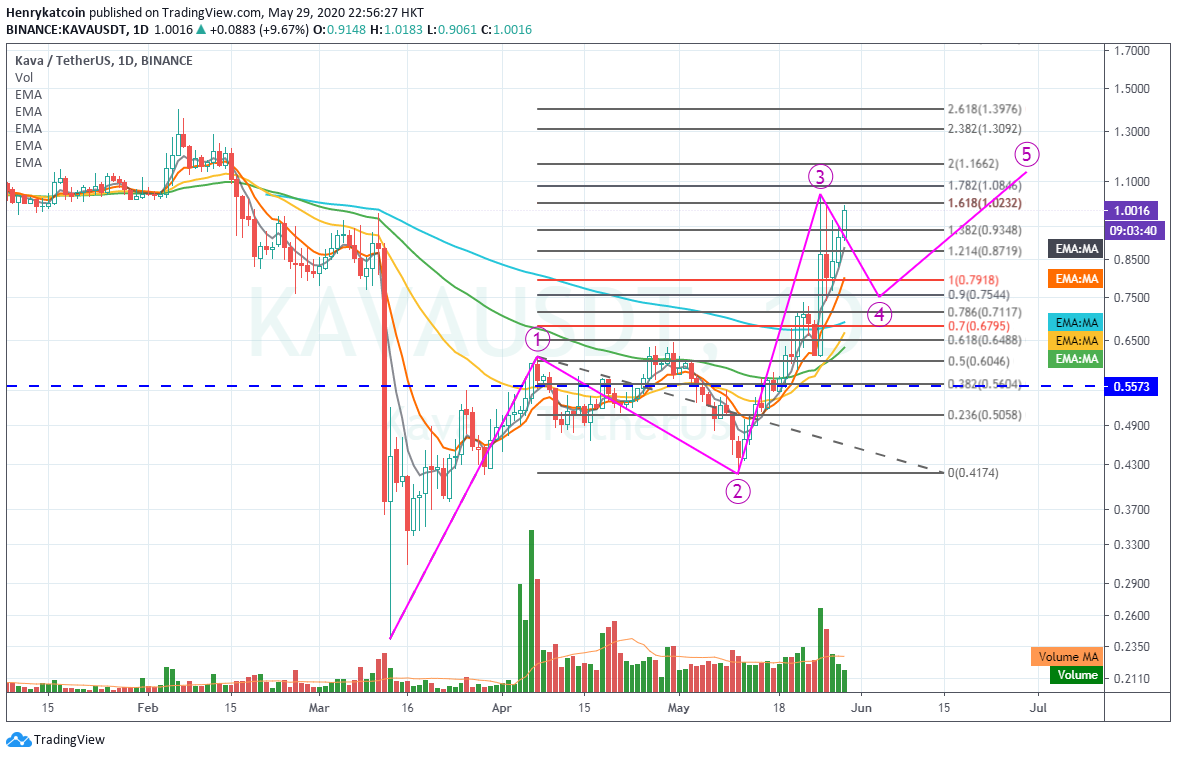 Henrykatcoin published on TradingView.com, May 29, 2020 22:56:27 HKT
BINANCE:KAVAUSDT, 1D 1.0016 ▲ +0.0883 (+9.67%) O:0.9148 H:1.0183 L:0.9061 C:1.0016
Kava / TetherUS, 1D, BINANCE
Vol
EMA
EMA
EMA
EMA
EMA
KAVAUSDT, 1D
Kava / TetherUS
2.618(1.3976)
2.382(1.3092)
2(1.1662)
1.782(1.0846)
1.618(1.0232)
1.382(0.9348)
1.214(0.8719)
1(0.7918)
0.9(0.7544)
0.786(0.7117)
0.7(0.6795)
0.618(0.6488)
0.5(0.6046)
0.382(0.5604)
0.236(0.5058)
0(0.4174)
1
2
3
4
5
1.7000
1.5000
1.3000
1.1000
1.0016
09:03:40
0.8500
0.7500
0.6500
0.5573
0.4900
0.4300
0.3700
0.3300
0.2900
0.2600
0.2350
0.2110
EMA:MA
EMA:MA
EMA:MA
EMA:MA
EMA:MA
Volume MA
Volume
15
Feb
15
Mar
16
Apr
15
May
18
Jun
15
Jul
TradingView